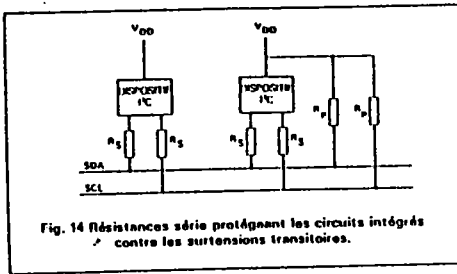 VDD VDD
DISPOSITIF I²C DISPOSITIF I²C
RP RP
RS RS RS RS
SDA
SCL
Fig. 14 Résistances série protégeant les circuits intégrés
contre les surtensions transitoires.